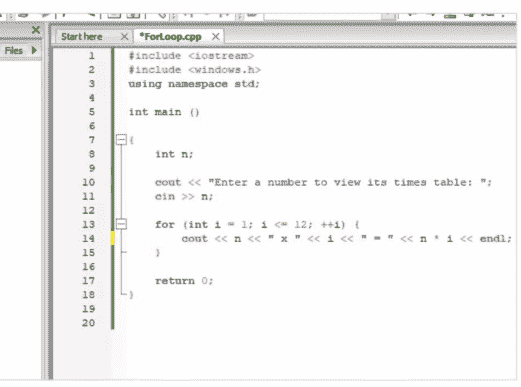 Start here × *ForLoop.cpp ×
Files
1 #include <iostream>
2 #include <windows.h>
3 using namespace std;
4
5 int main ()
6
7 {
8 int n;
9
10 cout << "Enter a number to view its times table: ";
11 cin >> n;
12
13 for (int i = 1; i <= 12; ++i) {
14 cout << n << " x " << i << " = " << n * i << endl;
15 }
16
17 return 0;
18 }
19
20